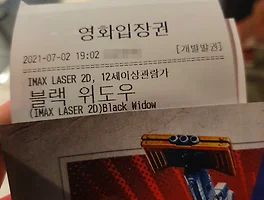 영화입장권
2021-07-02 19:02 [개별발권]
IMAX LASER 2D, 12세이상관람가
블랙 위도우
(IMAX LASER 2D)Black Widow